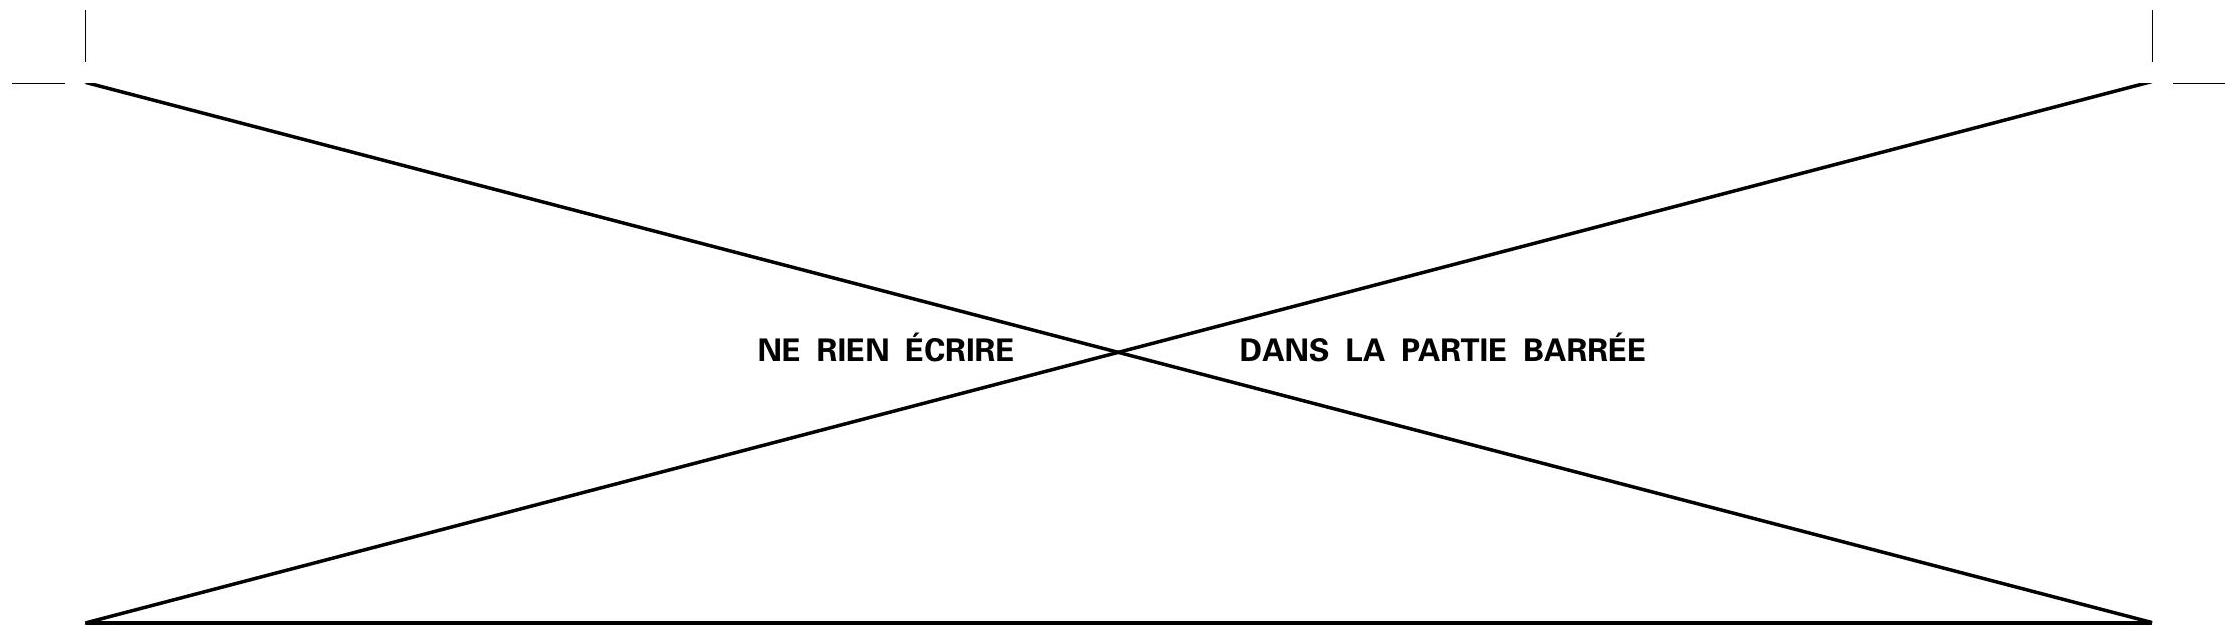 NE RIEN ÉCRIRE DANS LA PARTIE BARRÉE